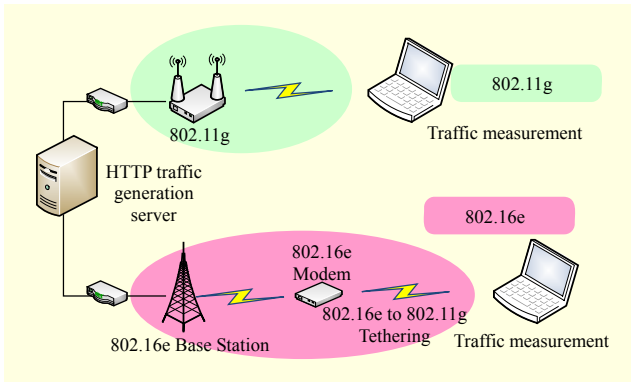 802.11g
802.11g
Traffic measurement
HTTP traffic
generation
server
802.16e
802.16e
Modem
802.16e to 802.11g
Tethering
802.16e Base Station
Traffic measurement